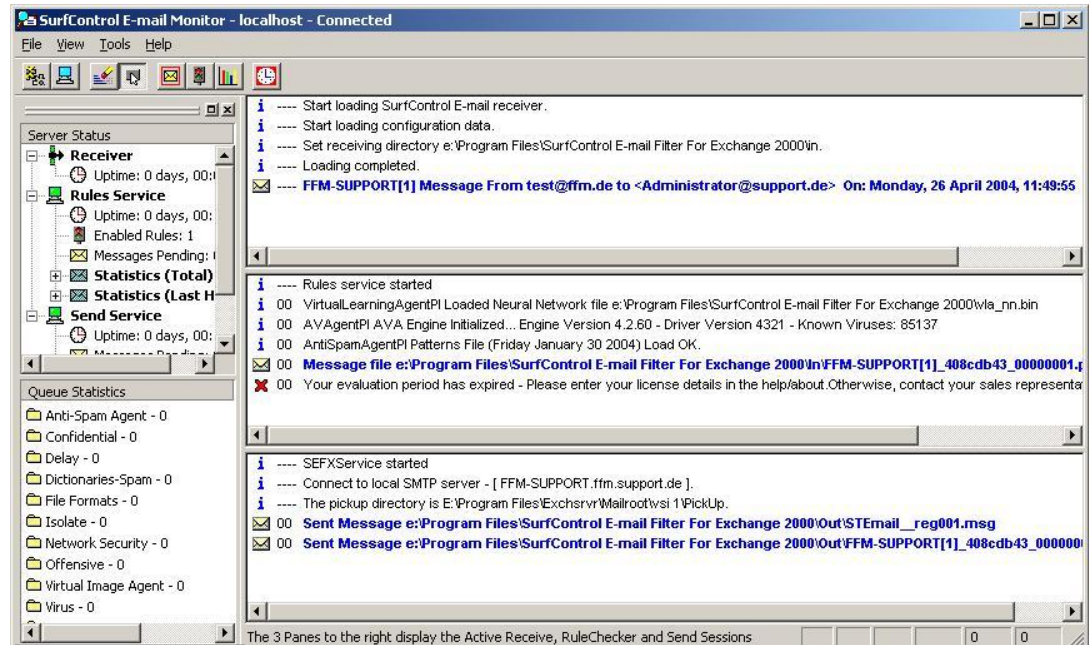 SurfControl E-mail Monitor - localhost - Connected
File View Tools Help
Server Status
Receiver
Uptime: 0 days, 00:
Rules Service
Uptime: 0 days, 00:
Enabled Rules: 1
Messages Pending:
Statistics (Total)
Statistics (Last H
Send Service
Uptime: 0 days, 00:
Queue Statistics
Anti-Spam Agent - 0
Confidential - 0
Delay - 0
Dictionaries-Spam - 0
File Formats - 0
Isolate - 0
Network Security - 0
Offensive - 0
Virtual Image Agent - 0
Virus - 0
i ---- Start loading SurfControl E-mail receiver.
i ---- Start loading configuration data.
i ---- Set receiving directory e:\Program Files\SurfControl E-mail Filter For Exchange 2000\in.
i ---- Loading completed.
---- FFM-SUPPORT[1] Message From test@ffm.de to <Administrator@support.de> On: Monday, 26 April 2004, 11:49:55
i ---- Rules service started
i 00 VirtualLearningAgentPI Loaded Neural Network file e:\Program Files\SurfControl E-mail Filter For Exchange 2000\vla_nn.bin
i 00 AVAgentPI AVA Engine Initialized... Engine Version 4.2.60 - Driver Version 4321 - Known Viruses: 85137
i 00 AntiSpamAgentPI Patterns File (Friday January 30 2004) Load OK.
00 Message file e:\Program Files\SurfControl E-mail Filter For Exchange 2000\In\FFM-SUPPORT[1]_408cdb43_00000001.p
00 Your evaluation period has expired - Please enter your license details in the help/about.Otherwise, contact your sales representa
i ---- SEFXService started
i ---- Connect to local SMTP server - [ FFM-SUPPORT.ffm.support.de ].
i ---- The pickup directory is E:\Program Files\Exchsrvr\Mailroot\vsi 1\PickUp.
00 Sent Message e:\Program Files\SurfControl E-mail Filter For Exchange 2000\Out\STEmail__reg001.msg
00 Sent Message e:\Program Files\SurfControl E-mail Filter For Exchange 2000\Out\FFM-SUPPORT[1]_408cdb43_000000
The 3 Panes to the right display the Active Receive, RuleChecker and Send Sessions 0 0